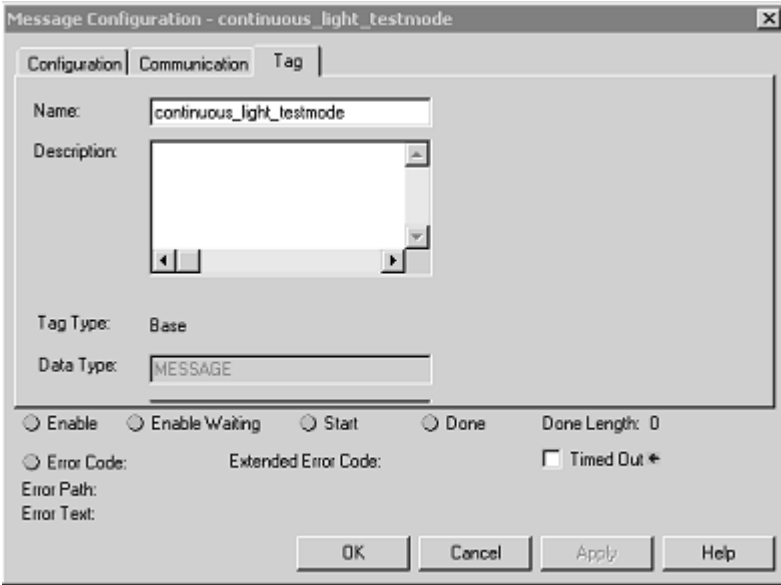 Message Configuration - continuous_light_testmode
Configuration Communication Tag
Name: continuous_light_testmode
Description:
Tag Type: Base
Data Type: MESSAGE
Enable Enable Waiting Start Done Done Length: 0
Error Code: Extended Error Code: Timed Out
Error Path:
Error Text:
OK Cancel Apply Help